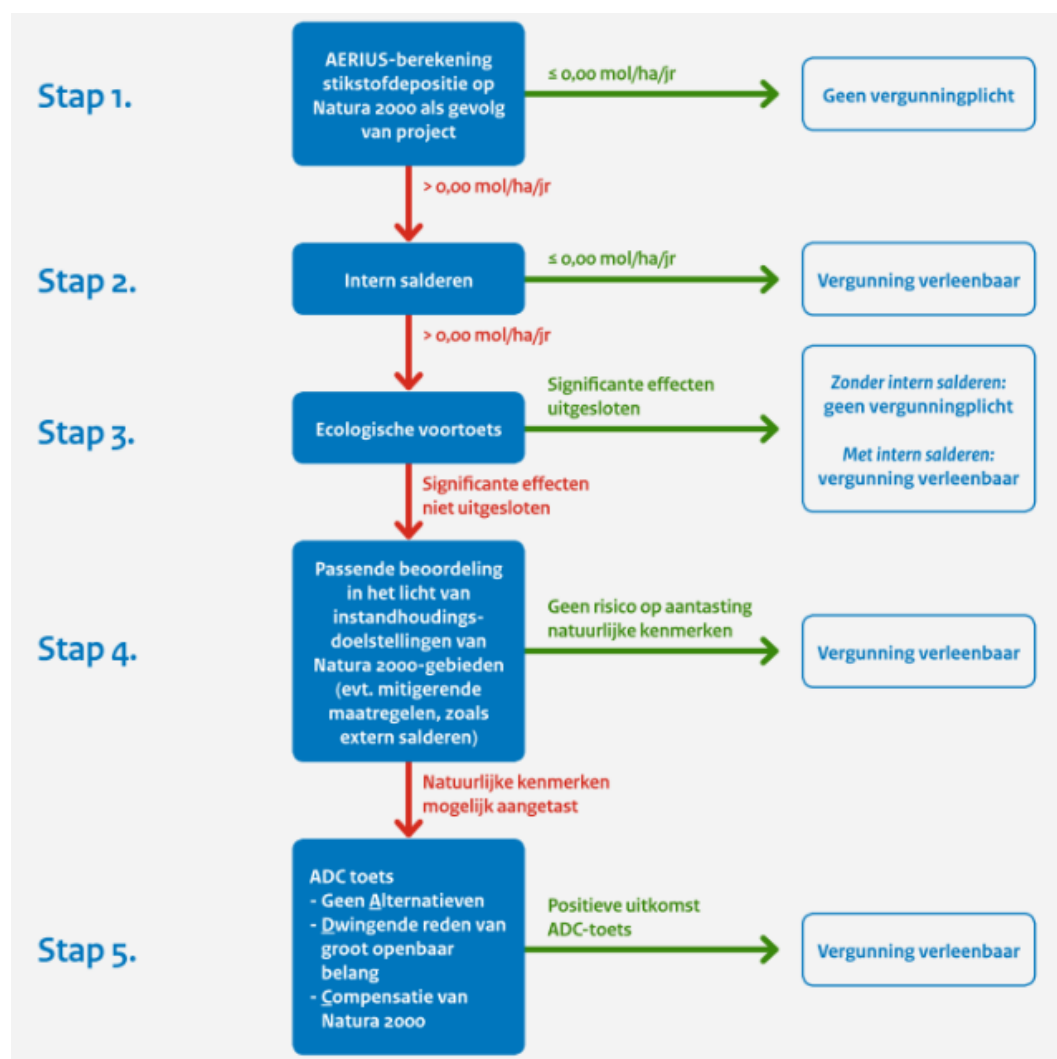 Stap 1.
AERIUS-berekening
stikstofdepositie op
Natura 2000 als gevolg
van project
≤ 0,00 mol/ha/jr
Geen vergunningplicht
> 0,00 mol/ha/jr
Stap 2.
Intern salderen
≤ 0,00 mol/ha/jr
Vergunning verleenbaar
> 0,00 mol/ha/jr
Stap 3.
Ecologische voortoets
Significante effecten
uitgesloten
Zonder intern salderen:
geen vergunningplicht
Met intern salderen:
vergunning verleenbaar
Significante effecten
niet uitgesloten
Stap 4.
Passende beoordeling
in het licht van
instandhoudings-
doelstellingen van
Natura 2000-gebieden
(evt. mitigerende
maatregelen, zoals
extern salderen)
Geen risico op aantasting
natuurlijke kenmerken
Vergunning verleenbaar
Natuurlijke kenmerken
mogelijk aangetast
Stap 5.
ADC toets
- Geen Alternatieven
- Dwingende reden van
groot openbaar
belang
- Compensatie van
Natura 2000
Positieve uitkomst
ADC-toets
Vergunning verleenbaar